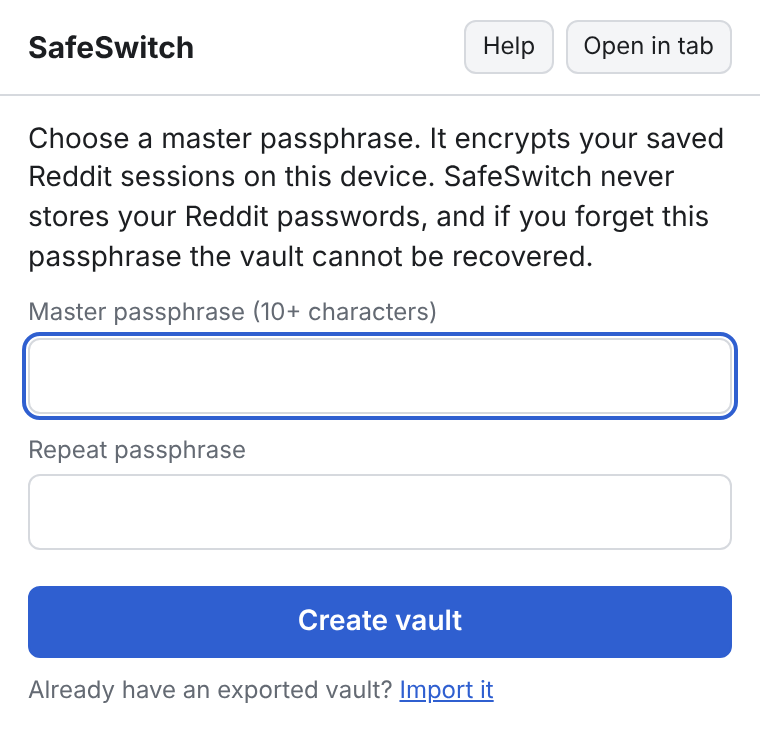 SafeSwitch
Help
Open in tab
Choose a master passphrase. It encrypts your saved
Reddit sessions on this device. SafeSwitch never
stores your Reddit passwords, and if you forget this
passphrase the vault cannot be recovered.
Master passphrase (10+ characters)
Repeat passphrase
Create vault
Already have an exported vault? Import it